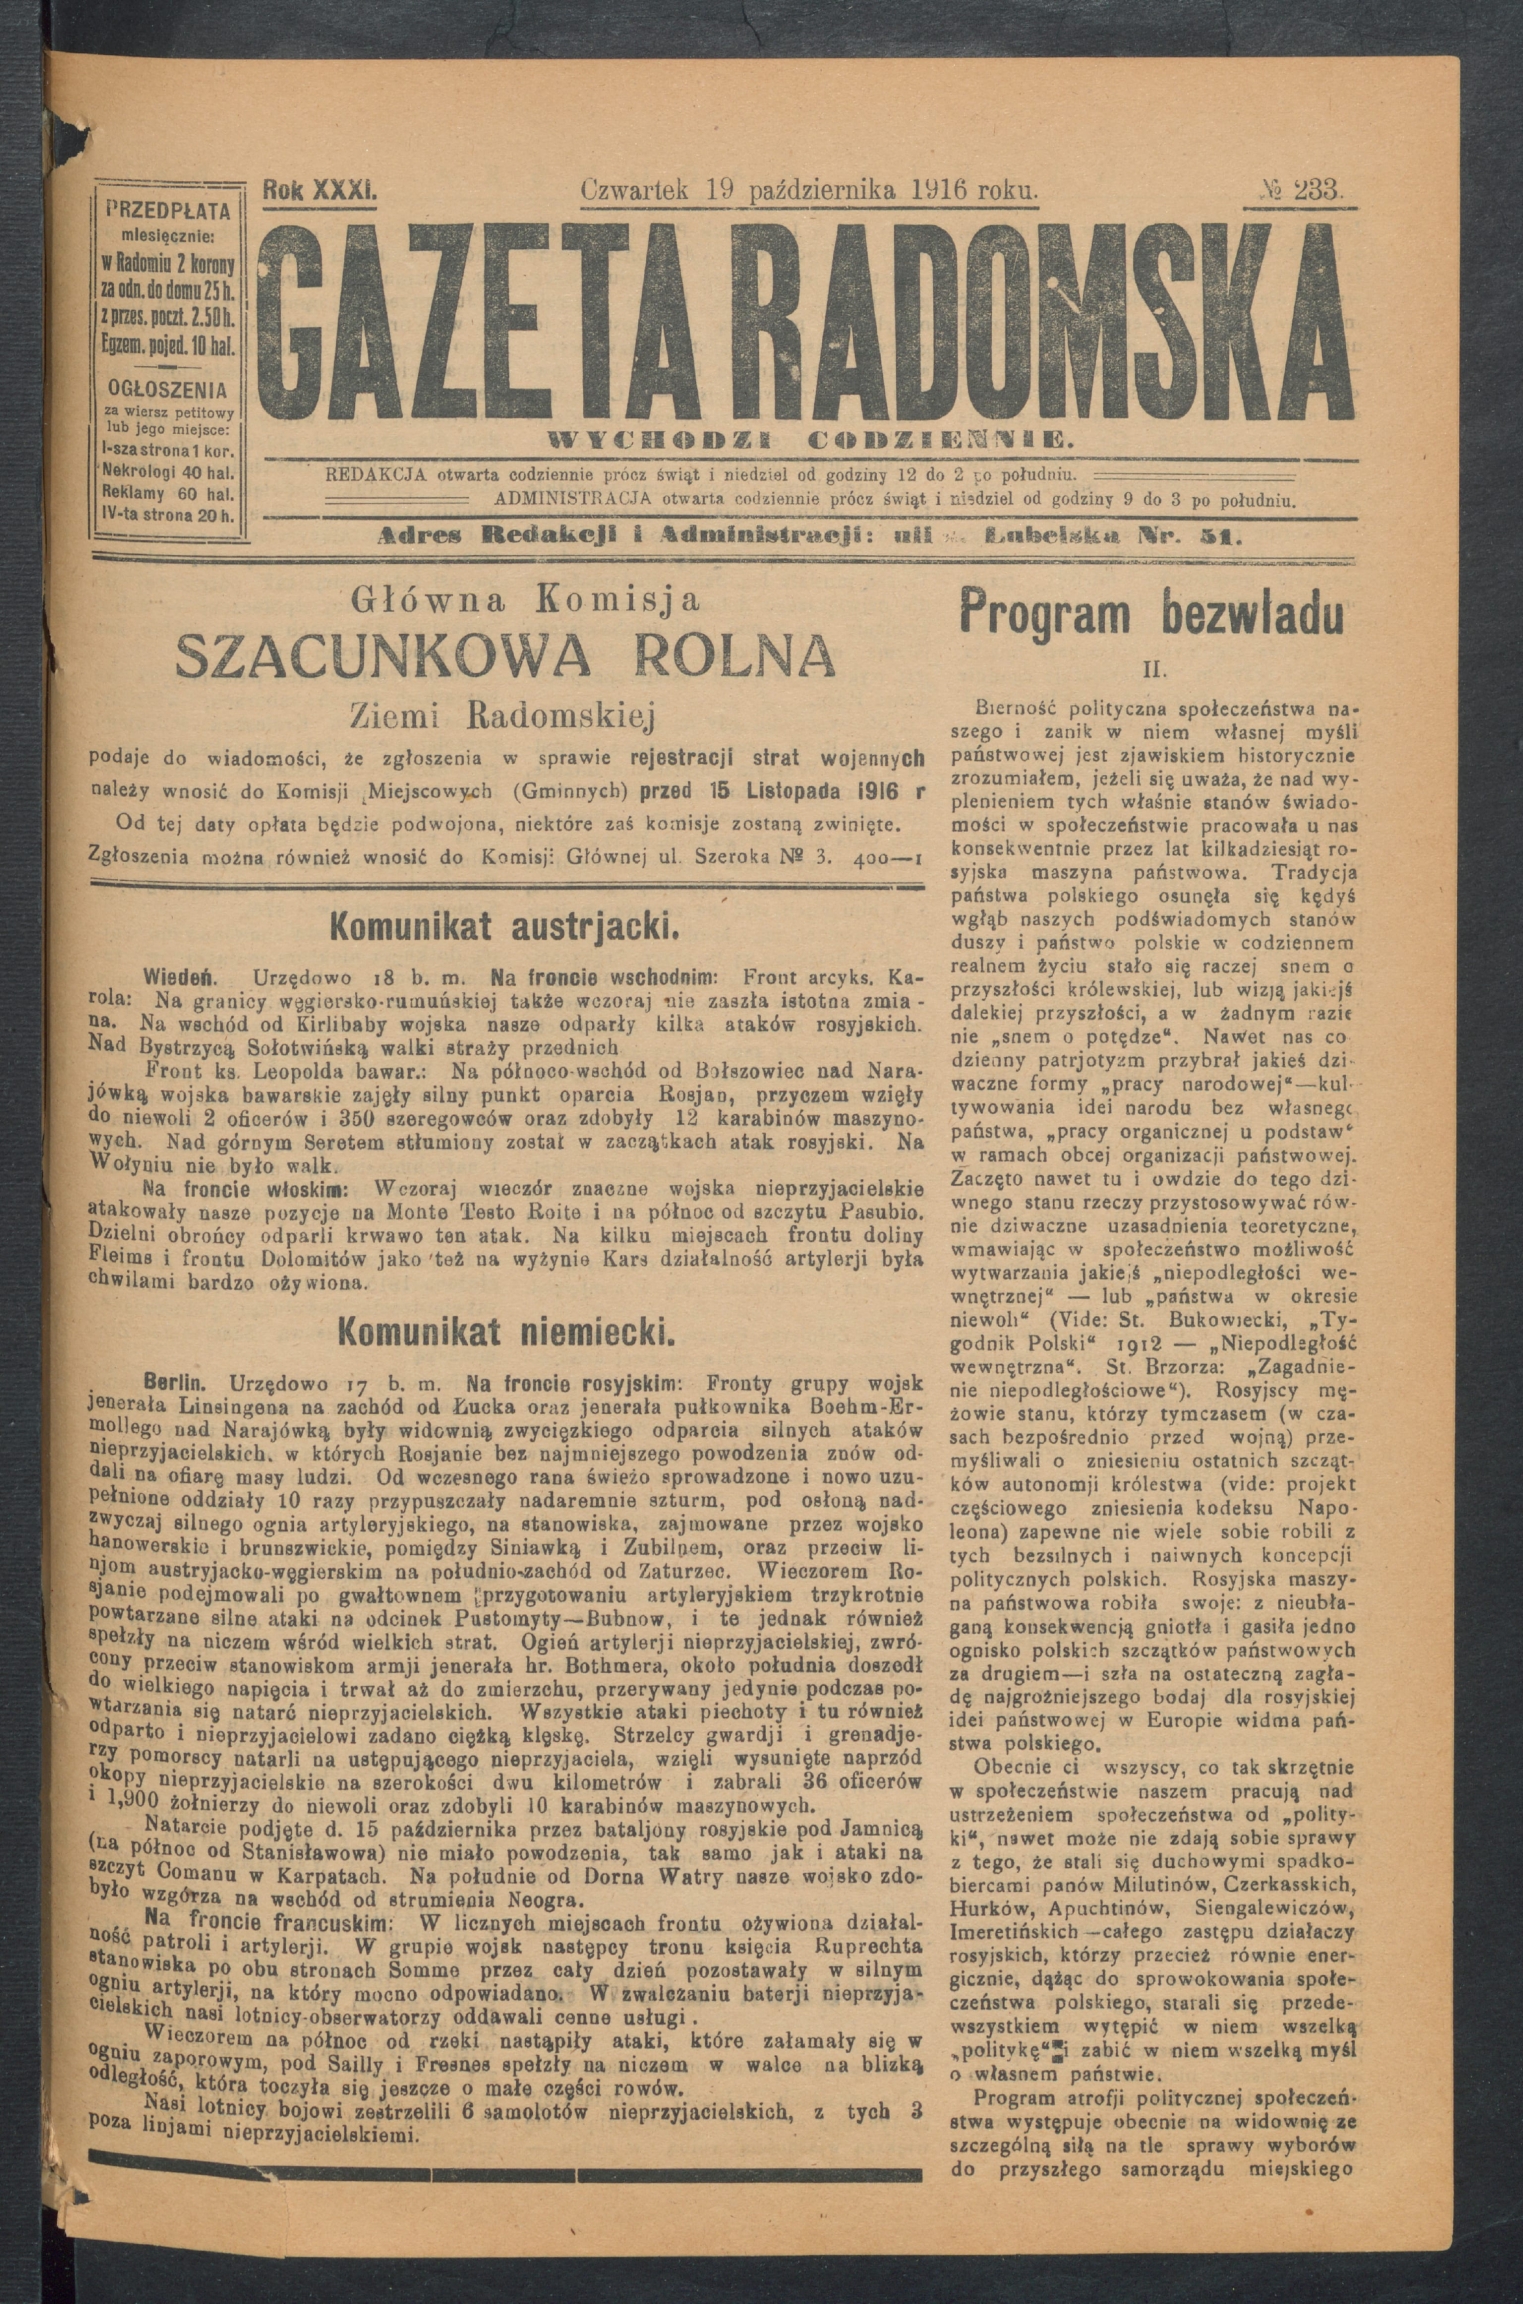 PRZEDPŁATA
miesięcznie:
w Radomiu 2 korony
za odn. do domu 25 h.
z przes. poczt. 2.50 h.
Egzem. pojed. 10 hal.
OGŁOSZENIA
za wiersz petitowy
lub jego miejsce:
I-sza strona 1 kor.
Nekrologi 40 hal.
Reklamy 60 hal.
IV-ta strona 20 h.
Rok XXXI.
Czwartek 19 października 1916 roku.
№ 233.
GAZETA RADOMSKA
WYCHODZI CODZIENNIE.
REDAKCJA otwarta codziennie prócz świąt i niedziel od godziny 12 do 2 po południu.
ADMINISTRACJA otwarta codziennie prócz świąt i niedziel od godziny 9 do 3 po południu.
Adres Redakcji i Administracji: uli Lubelska Nr. 51.
Główna Komisja
SZACUNKOWA ROLNA
Ziemi Radomskiej
podaje do wiadomości, że zgłoszenia w sprawie rejestracji strat wojennych
należy wnosić do Komisji Miejscowych (Gminnych) przed 15 Listopada 1916 r
Od tej daty opłata będzie podwojona, niektóre zaś komisje zostaną zwinięte.
Zgłoszenia można również wnosić do Komisji Głównej ul. Szeroka № 3. 400—1
Komunikat austrjacki.
Wiedeń. Urzędowo 18 b. m. Na froncie wschodnim: Front arcyks. Ka-
rola: Na granicy węgiersko-rumuńskiej także wczoraj nie zaszła istotna zmia-
na. Na wschód od Kirlibaby wojska nasze odparły kilka ataków rosyjskich.
Nad Bystrzycą Sołotwińską walki straży przednich
Front ks. Leopolda bawar.: Na północo-wschód od Bołszowiec nad Nara-
jówką wojska bawarskie zajęły silny punkt oparcia Rosjan, przyczem wzięły
do niewoli 2 oficerów i 350 szeregowców oraz zdobyły 12 karabinów maszyno-
wych. Nad górnym Seretem stłumiony został w zaczątkach atak rosyjski. Na
Wołyniu nie było walk.
Na froncie włoskim: Wczoraj wieczór znaczne wojska nieprzyjacielskie
atakowały nasze pozycje na Monte Testo Roite i na północ od szczytu Pasubio.
Dzielni obrońcy odparli krwawo ten atak. Na kilku miejscach frontu doliny
Fleims i frontu Dolomitów jako też na wyżynie Kars działalność artylerji była
chwilami bardzo ożywiona.
Komunikat niemiecki.
Berlin. Urzędowo 17 b. m. Na froncie rosyjskim: Fronty grupy wojsk
jenerała Linsingena na zachód od Łucka oraz jenerała pułkownika Boehm-Er-
mollego nad Narajówką były widownią zwycięzkiego odparcia silnych ataków
nieprzyjacielskich, w których Rosjanie bez najmniejszego powodzenia znów od-
dali na ofiarę masy ludzi. Od wczesnego rana świeżo sprowadzone i nowo uzu-
pełnione oddziały 10 razy przypuszczały nadaremnie szturm, pod osłoną nad-
zwyczaj silnego ognia artyleryjskiego, na stanowiska, zajmowane przez wojsko
hanowerskie i brunszwickie, pomiędzy Siniawką i Zubilnem, oraz przeciw li-
njom austryjacko-węgierskim na południo-zachód od Zaturzec. Wieczorem Ro-
sjanie podejmowali po gwałtownem przygotowaniu artyleryjskiem trzykrotnie
powtarzane silne ataki na odcinek Pustomyty—Bubnow, i te jednak również
spełzły na niczem wśród wielkich strat. Ogień artylerji nieprzyjacielskiej, zwró-
cony przeciw stanowiskom armji jenerała hr. Bothmera, około południa doszedł
do wielkiego napięcia i trwał aż do zmierzchu, przerywany jedynie podczas po-
wtarzania się natarć nieprzyjacielskich. Wszystkie ataki piechoty i tu również
odparto i nieprzyjacielowi zadano ciężką klęskę. Strzelcy gwardji i grenadje-
rzy pomorscy natarli na ustępującego nieprzyjaciela, wzięli wysunięte naprzód
okopy nieprzyjacielskie na szerokości dwu kilometrów i zabrali 36 oficerów
i 1,900 żołnierzy do niewoli oraz zdobyli 10 karabinów maszynowych.
Natarcie podjęte d. 15 października przez bataljony rosyjskie pod Jamnicą
(na północ od Stanisławowa) nie miało powodzenia, tak samo jak i ataki na
szczyt Comanu w Karpatach. Na południe od Dorna Watry nasze wojsko zdo-
było wzgórza na wschód od strumienia Neogra.
Na froncie francuskim: W licznych miejscach frontu ożywiona działal-
ność patroli i artylerji. W grupie wojsk następcy tronu księcia Ruprechta
stanowiska po obu stronach Somme przez cały dzień pozostawały w silnym
ogniu artylerji, na który mocno odpowiadano. W zwalczaniu baterji nieprzyja-
cielskich nasi lotnicy-obserwatorzy oddawali cenne usługi.
Wieczorem na północ od rzeki nastąpiły ataki, które załamały się w
ogniu zaporowym, pod Sailly i Fresnes spełzły na niczem w walce na blizką
odległość, która toczyła się jeszcze o małe części rowów.
Nasi lotnicy bojowi zestrzelili 6 samolotów nieprzyjacielskich, z tych 3
poza linjami nieprzyjacielskiemi.
Program bezwładu
II.
Bierność polityczna społeczeństwa na-
szego i zanik w niem własnej myśli
państwowej jest zjawiskiem historycznie
zrozumiałem, jeżeli się uważa, że nad wy-
plenieniem tych właśnie stanów świado-
mości w społeczeństwie pracowała u nas
konsekwentnie przez lat kilkadziesiąt ro-
syjska maszyna państwowa. Tradycja
państwa polskiego osunęła się kędyś
wgłąb naszych podświadomych stanów
duszy i państwo polskie w codziennem
realnem życiu stało się raczej snem o
przyszłości królewskiej, lub wizją jakiejś
dalekiej przyszłości, a w żadnym razie
nie „snem o potędze“. Nawet nas co
dzienny patrjotyzm przybrał jakieś dzi-
waczne formy „pracy narodowej“—kul-
tywowania idei narodu bez własnego
państwa, „pracy organicznej u podstaw“
w ramach obcej organizacji państwowej.
Zaczęto nawet tu i owdzie do tego dzi-
wnego stanu rzeczy przystosowywać rów-
nie dziwaczne uzasadnienia teoretyczne,
wmawiając w społeczeństwo możliwość
wytwarzania jakiejś „niepodległości we-
wnętrznej“ — lub „państwa w okresie
niewoli“ (Vide: St. Bukowiecki, „Ty-
godnik Polski“ 1912 — „Niepodległość
wewnętrzna“. St. Brzorza: „Zagadnie-
nie niepodległościowe“). Rosyjscy mę-
żowie stanu, którzy tymczasem (w cza-
sach bezpośrednio przed wojną) prze-
myśliwali o zniesieniu ostatnich szcząt-
ków autonomji królestwa (vide: projekt
częściowego zniesienia kodeksu Napo-
leona) zapewne nie wiele sobie robili z
tych bezsilnych i naiwnych koncepcji
politycznych polskich. Rosyjska maszy-
na państwowa robiła swoje: z nieubła-
ganą konsekwencją gniotła i gasiła jedno
ognisko polskich szczątków państwowych
za drugiem—i szła na ostateczną zagła-
dę najgroźniejszego bodaj dla rosyjskiej
idei państwowej w Europie widma pań-
stwa polskiego.
Obecnie ci wszyscy, co tak skrzętnie
w społeczeństwie naszem pracują nad
ustrzeżeniem społeczeństwa od „polity-
ki“, nawet może nie zdają sobie sprawy
z tego, że stali się duchowymi spadko-
biercami panów Milutinów, Czerkasskich,
Hurków, Apuchtinów, Siengalewiczów,
Imeretińskich—całego zastępu działaczy
rosyjskich, którzy przecież równie ener-
gicznie, dążąc do sprowokowania społe-
czeństwa polskiego, starali się przede-
wszystkiem wytępić w niem wszelką
„politykę“ i zabić w niem wszelką myśl
o własnem państwie.
Program atrofji politycznej społeczeń-
stwa występuje obecnie na widownię ze
szczególną siłą na tle sprawy wyborów
do przyszłego samorządu miejskiego